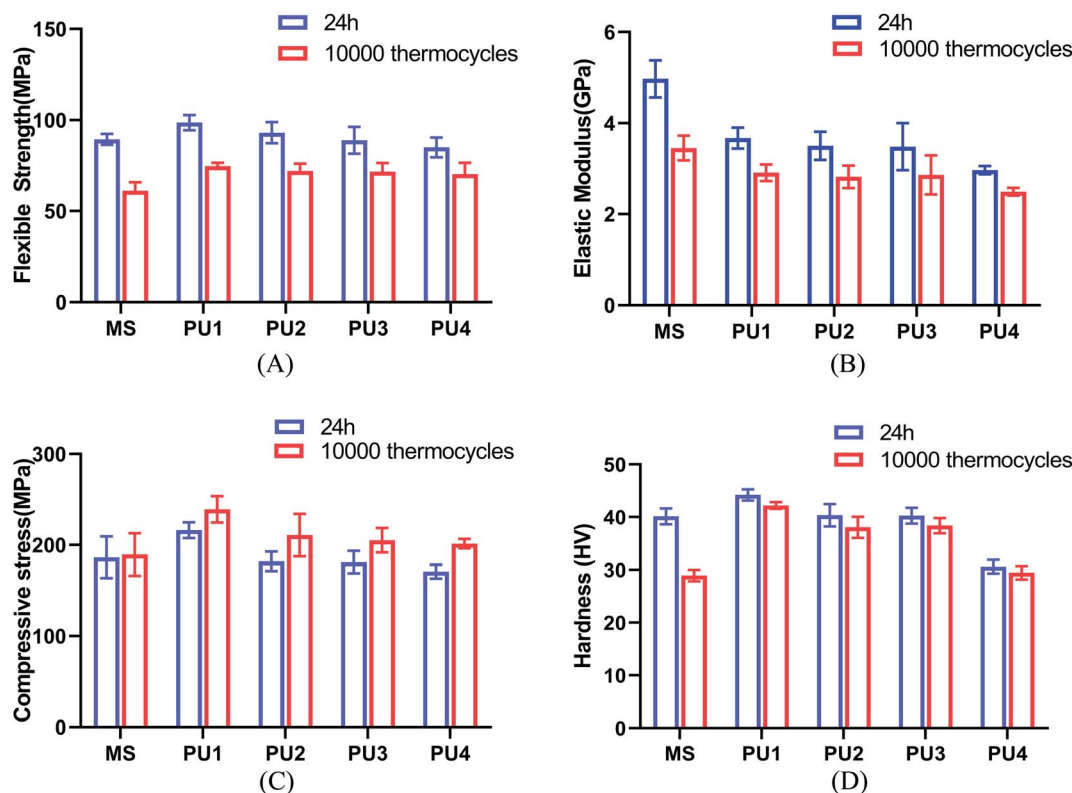 24h
10000 thermocycles
Flexible Strength(MPa)
150
100
50
0
MS PU1 PU2 PU3 PU4
(A)
24h
10000 thermocycles
Elastic Modulus(GPa)
6
4
2
0
MS PU1 PU2 PU3 PU4
(B)
24h
10000 thermocycles
Compressive stress(MPa)
300
200
100
0
MS PU1 PU2 PU3 PU4
(C)
24h
10000 thermocycles
Hardness (HV)
50
40
30
20
10
0
MS PU1 PU2 PU3 PU4
(D)